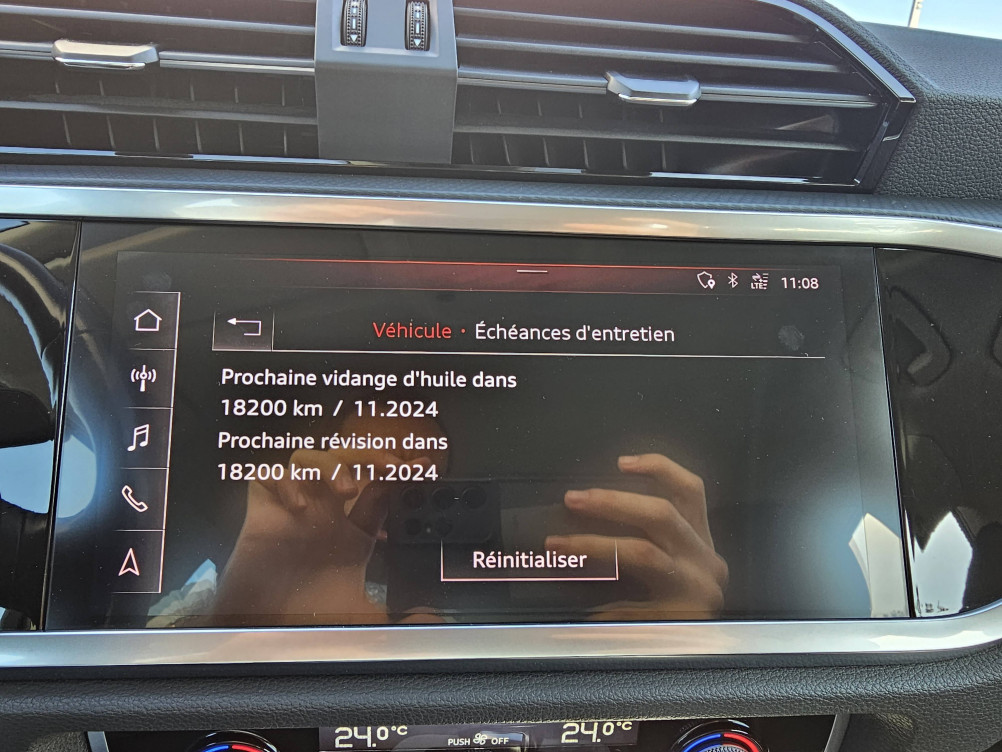 LTE 11:08
Véhicule · Échéances d'entretien
Prochaine vidange d'huile dans
18200 km / 11.2024
Prochaine révision dans
18200 km / 11.2024
Réinitialiser
24.0°C PUSH OFF 24.0°C